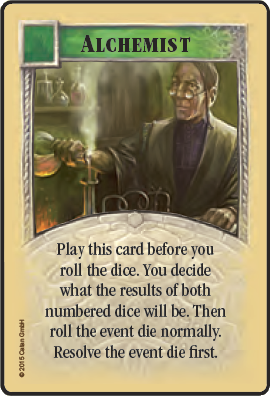 ALCHEMIST
Play this card before you
roll the dice. You decide
what the results of both
numbered dice will be. Then
roll the event die normally.
Resolve the event die first.
© 2015 Catan GmbH